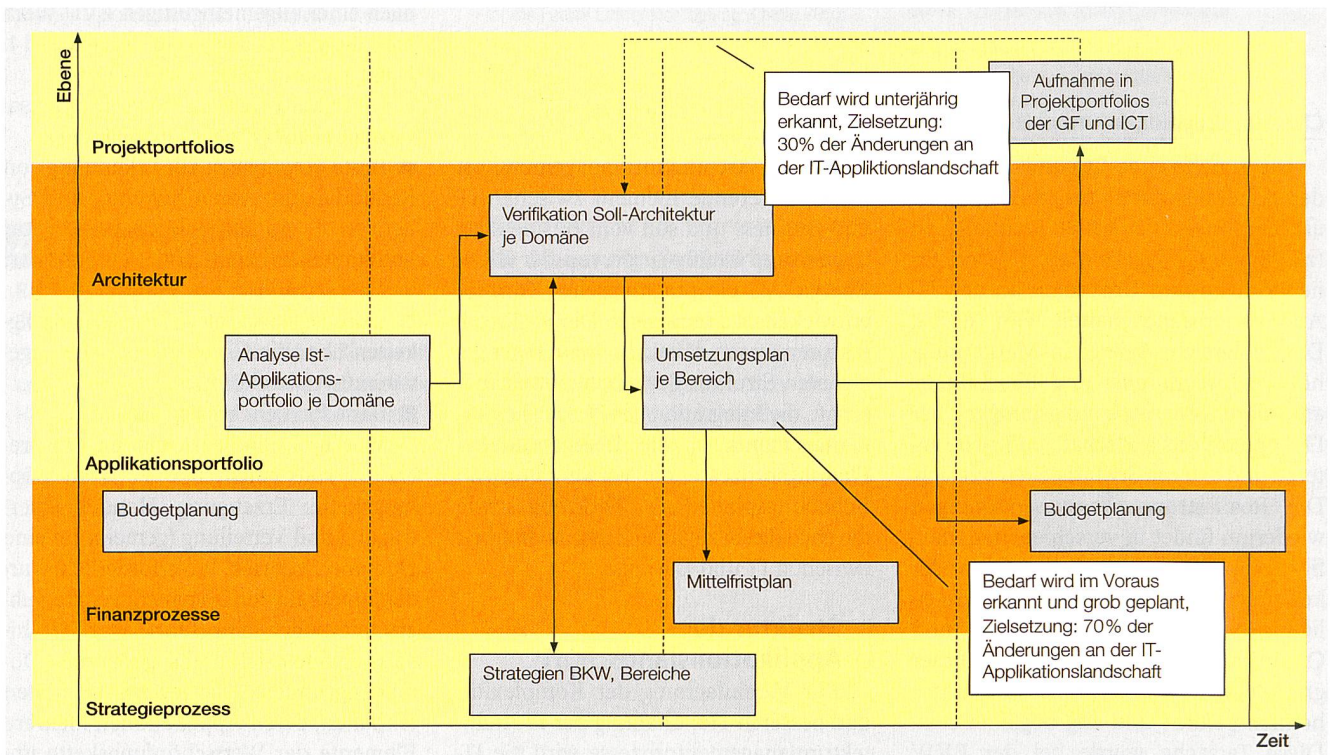 Ebene
Aufnahme in
Projektportfolios
der GF und ICT
Bedarf wird unterjährig
erkannt, Zielsetzung:
30% der Änderungen an
der IT-Appliktionslandschaft
Projektportfolios
Verifikation Soll-Architektur
je Domäne
Architektur
Analyse Ist-
Applikations-
portfolio je Domäne
Umsetzungsplan
je Bereich
Applikationsportfolio
Budgetplanung
Budgetplanung
Mittelfristplan
Bedarf wird im Voraus
erkannt und grob geplant,
Zielsetzung: 70% der
Änderungen an der IT-
Applikationslandschaft
Finanzprozesse
Strategien BKW, Bereiche
Strategieprozess
Zeit